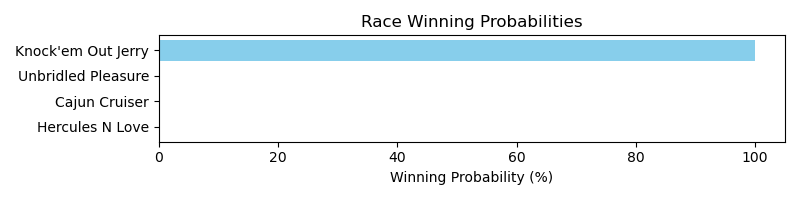 Race Winning Probabilities
Knock'em Out Jerry
Unbridled Pleasure
Cajun Cruiser
Hercules N Love
0 20 40 60 80 100
Winning Probability (%)